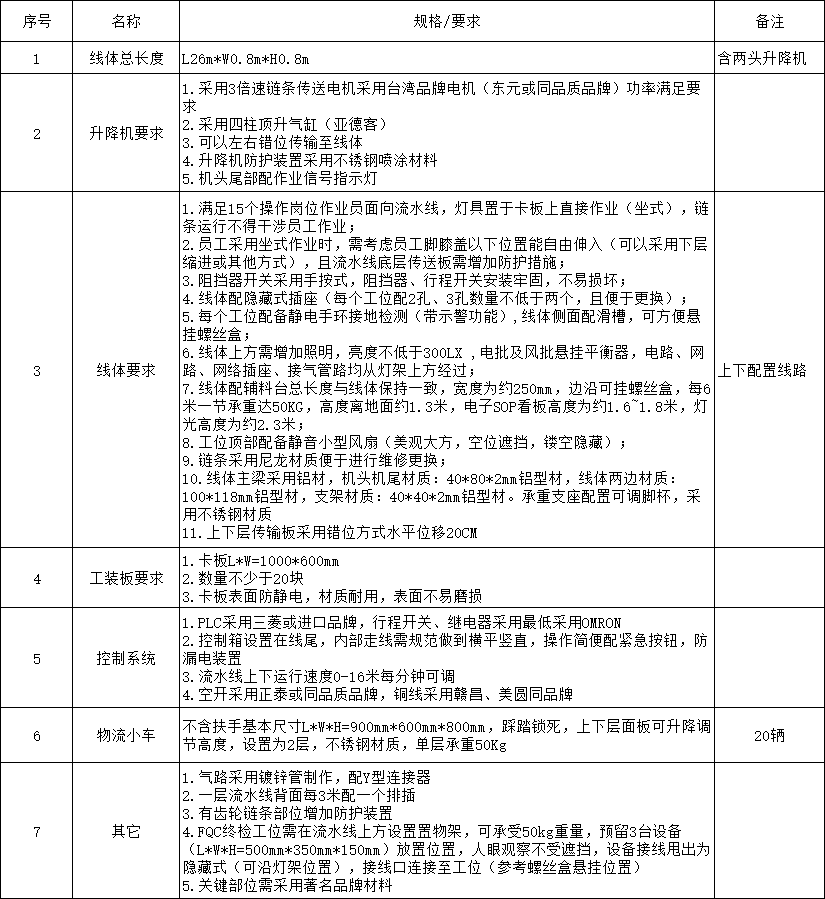 序号 名称 规格/要求 备注
1 线体总长度 L26m*W0.8m*H0.8m 含两头升降机
2 升降机要求
1.采用3倍速链条传送电机采用台湾品牌电机（东元或同品质品牌）功率满足要
求
2.采用四柱顶升气缸（亚德客）
3.可以左右错位传输至线体
4.升降机防护装置采用不锈钢喷涂材料
5.机头尾部配作业信号指示灯
3 线体要求
1.满足15个操作岗位作业员面向流水线，灯具置于卡板上直接作业（坐式），链
条运行不得干涉员工作业；
2.员工采用坐式作业时，需考虑员工脚膝盖以下位置能自由伸入（可以采用下层
缩进或其他方式），且流水线底层传送板需增加防护措施；
3.阻挡器开关采用手按式，阻挡器、行程开关安装牢固，不易损坏；
4.线体配隐藏式插座（每个工位配2孔、3孔数量不低于两个，且便于更换）；
5.每个工位配备静电手环接地检测（带示警功能）,线体侧面配滑槽，可方便悬
挂螺丝盒；
6.线体上方需增加照明，亮度不低于300LX ,电批及风批悬挂平衡器，电路、网
路、网络插座、接气管路均从灯架上方经过；
7.线体配辅料台总长度与线体保持一致，宽度为约250mm，边沿可挂螺丝盒，每6
米一节承重达50KG，高度离地面约1.3米，电子SOP看板高度为约1.6~1.8米，灯
光高度为约2.3米；
8.工位顶部配备静音小型风扇（美观大方，空位遮挡，镂空隐藏）；
9.链条采用尼龙材质便于进行维修更换；
10.线体主梁采用铝材，机头机尾材质：40*80*2mm铝型材，线体两边材质：
100*118mm铝型材，支架材质：40*40*2mm铝型材。承重支座配置可调脚杯，采
用不锈钢材质
11.上下层传输板采用错位方式水平位移20CM
上下配置线路
4 工装板要求
1.卡板L*W=1000*600mm
2.数量不少于20块
3.卡板表面防静电，材质耐用，表面不易磨损
5 控制系统
1.PLC采用三菱或进口品牌，行程开关、继电器采用最低采用OMRON
2.控制箱设置在线尾，内部走线需规范做到横平竖直，操作简便配紧急按钮，防
漏电装置
3.流水线上下运行速度0-16米每分钟可调
4.空开采用正泰或同品质品牌，铜线采用赣昌、美圆同品牌
6 物流小车
不含扶手基本尺寸L*W*H=900mm*600mm*800mm，踩踏锁死，上下层面板可升降调
节高度，设置为2层，不锈钢材质，单层承重50Kg
20辆
7 其它
1.气路采用镀锌管制作，配Y型连接器
2.一层流水线背面每3米配一个排插
3.有齿轮链条部位增加防护装置
4.FQC终检工位需在流水线上方设置置物架，可承受50kg重量，预留3台设备
（L*W*H=500mm*350mm*150mm）放置位置，人眼观察不受遮挡，设备接线甩出为
隐藏式（可沿灯架位置），接线口连接至工位（参考螺丝盒悬挂位置）
5.关键部位需采用著名品牌材料